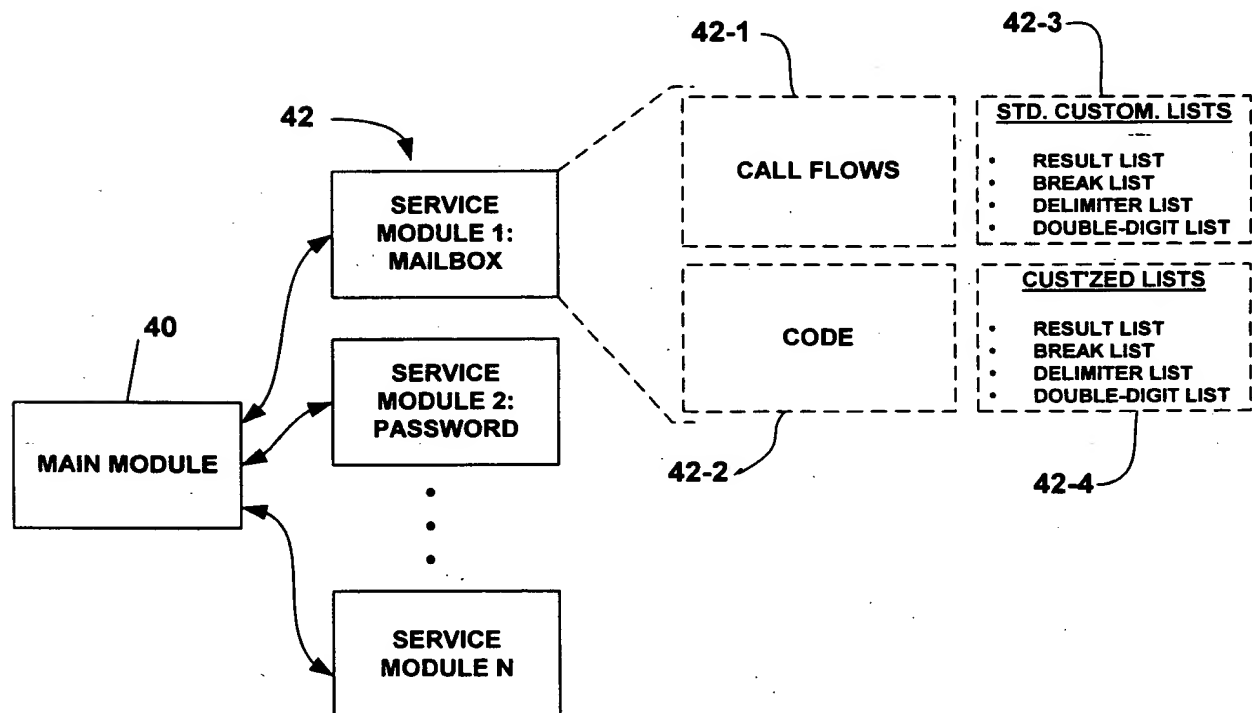 42-1
42-3
42
STD. CUSTOM. LISTS
• RESULT LIST
• BREAK LIST
• DELIMITER LIST
• DOUBLE-DIGIT LIST
CALL FLOWS
SERVICE
MODULE 1:
MAILBOX
CUST'ZED LISTS
• RESULT LIST
• BREAK LIST
• DELIMITER LIST
• DOUBLE-DIGIT LIST
CODE
40
SERVICE
MODULE 2:
PASSWORD
MAIN MODULE
42-2
42-4
SERVICE
MODULE N